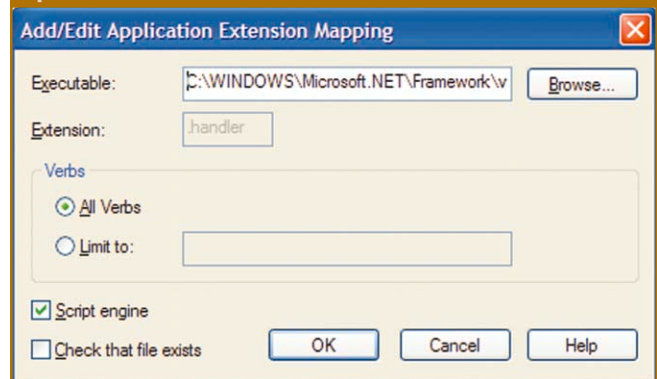 Add/Edit Application Extension Mapping
Executable: C:\WINDOWS\Microsoft.NET\Framework\v Browse...
Extension: .handler
Verbs
All Verbs
Limit to:
Script engine
Check that file exists OK Cancel Help